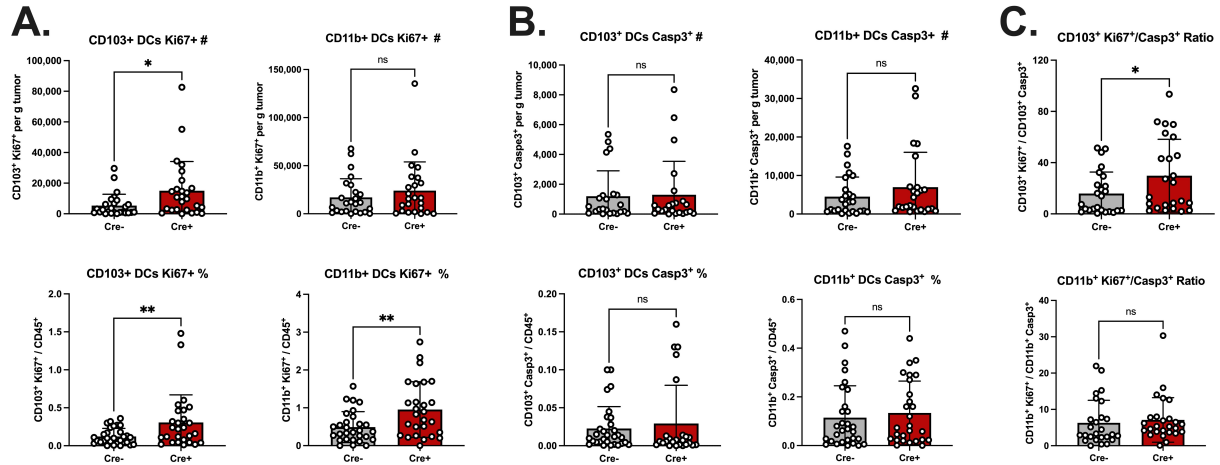 A.
CD103+ DCs Ki67+ #
CD103⁺ Ki67⁺ per g tumor
100,000
80,000
60,000
40,000
20,000
0
*
Cre-
Cre+
CD11b+ DCs Ki67+ #
CD11b⁺ Ki67⁺ per g tumor
150,000
100,000
50,000
0
ns
Cre-
Cre+
CD103+ DCs Ki67+ %
CD103⁺ Ki67⁺ / CD45⁺
2.0
1.5
1.0
0.5
0.0
**
Cre-
Cre+
CD11b+ DCs Ki67+ %
CD11b⁺ Ki67⁺ / CD45⁺
4
3
2
1
0
**
Cre-
Cre+
B.
CD103⁺ DCs Casp3⁺ #
CD103⁺ Caspe3⁺ per g tumor
10,000
8,000
6,000
4,000
2,000
0
ns
Cre-
Cre+
CD11b+ DCs Casp3+ #
CD11b⁺ Casp3⁺ per g tumor
40,000
30,000
20,000
10,000
0
ns
Cre-
Cre+
CD103⁺ DCs Casp3⁺ %
CD103⁺ Casp3⁺ / CD45⁺
0.20
0.15
0.10
0.05
0.00
ns
Cre-
Cre+
CD11b⁺ DCs Casp3⁺ %
CD11b⁺ Casp3⁺ / CD45⁺
0.6
0.4
0.2
0.0
ns
Cre-
Cre+
C.
CD103⁺ Ki67⁺/Casp3⁺ Ratio
CD103⁺ Ki67⁺ / CD103⁺ Casp3⁺
120
80
40
0
*
Cre-
Cre+
CD11b⁺ Ki67⁺/Casp3⁺ Ratio
CD11b⁺ Ki67⁺ / CD11b⁺ Casp3⁺
40
30
20
10
0
ns
Cre-
Cre+